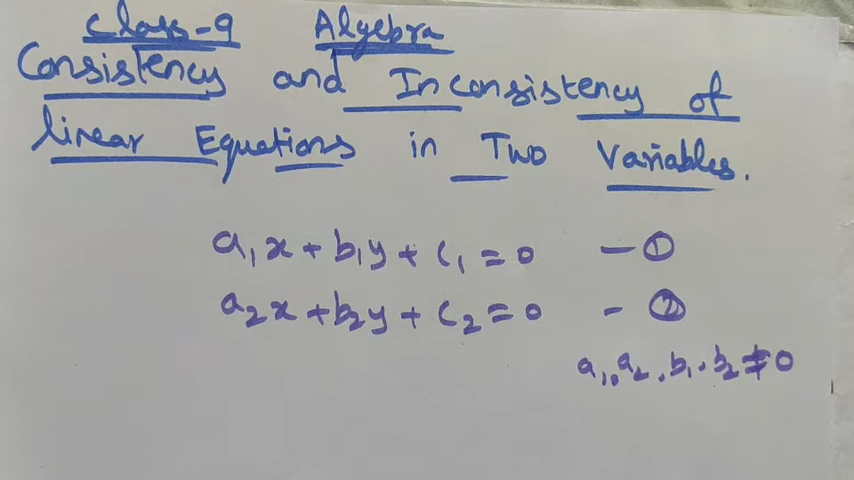 Class-9 Algebra
Consistency and Inconsistency of
linear Equations in Two Variables.
a₁x + b₁y + c₁ = 0 - ①
a₂x + b₂y + c₂ = 0 - ②
a₁, a₂, b₁, b₂ ≠ 0